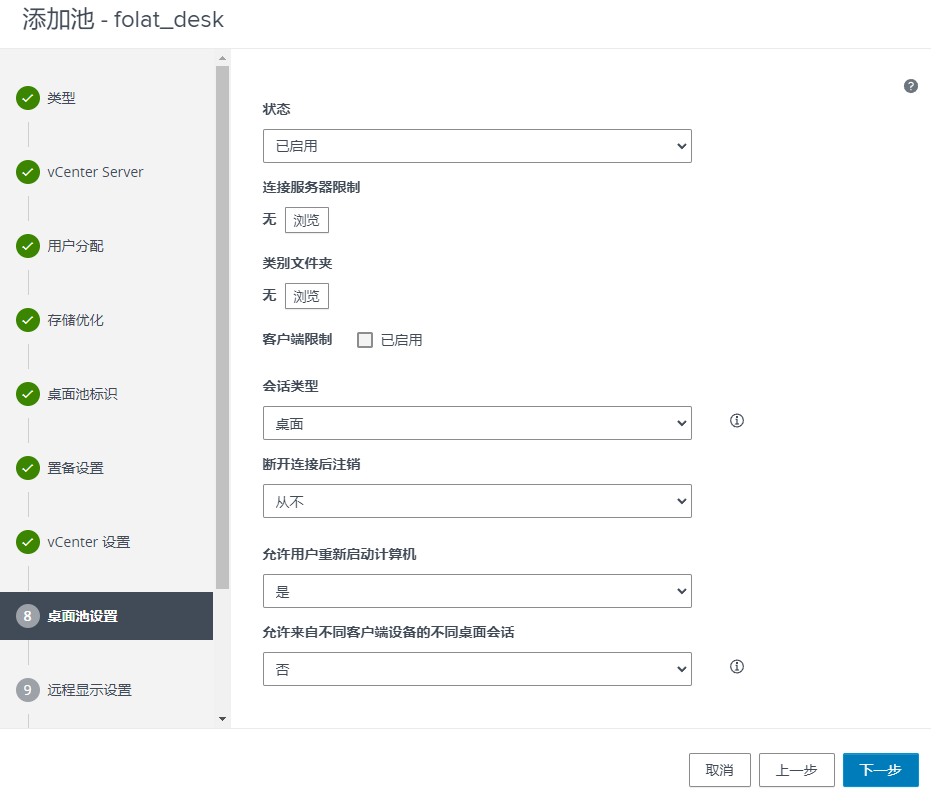 添加池 - folat_desk
类型
vCenter Server
用户分配
存储优化
桌面池标识
置备设置
vCenter 设置
8 桌面池设置
9 远程显示设置
?
状态
已启用
连接服务器限制
无 浏览
类别文件夹
无 浏览
客户端限制 已启用
会话类型
桌面
断开连接后注销
从不
允许用户重新启动计算机
是
允许来自不同客户端设备的不同桌面会话
否
取消 上一步 下一步